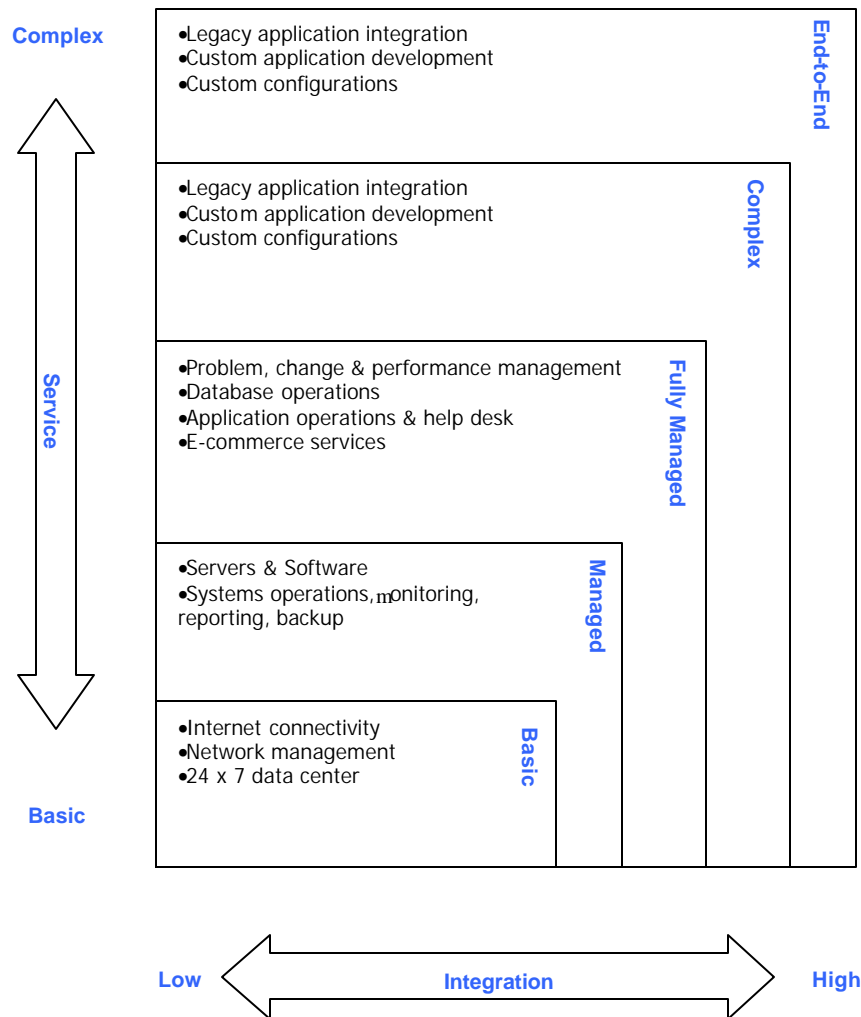 Complex
•Legacy application integration
•Custom application development
•Custom configurations
End-to-End
•Legacy application integration
•Custom application development
•Custom configurations
Complex
Service
•Problem, change & performance management
•Database operations
•Application operations & help desk
•E-commerce services
Fully Managed
•Servers & Software
•Systems operations,monitoring,
reporting, backup
Managed
•Internet connectivity
•Network management
•24 x 7 data center
Basic
Basic
Low
Integration
High